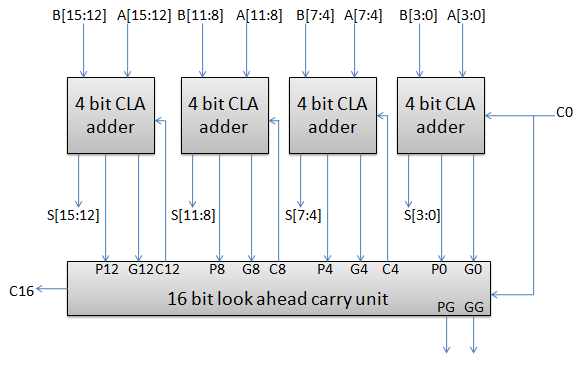 B[15:12] A[15:12] B[11:8] A[11:8] B[7:4] A[7:4] B[3:0] A[3:0]
4 bit CLA adder
4 bit CLA adder
4 bit CLA adder
4 bit CLA adder
C0
S[15:12] S[11:8] S[7:4] S[3:0]
P12 G12 C12 P8 G8 C8 P4 G4 C4 P0 G0
C16
16 bit look ahead carry unit
PG GG